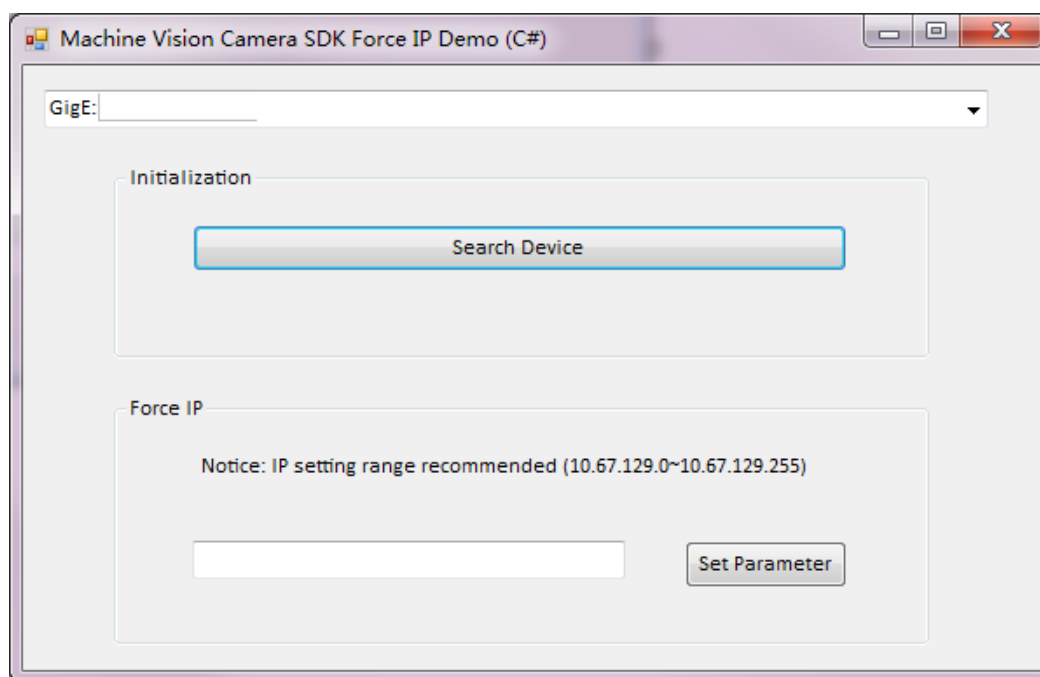 Machine Vision Camera SDK Force IP Demo (C#)
GigE:
Initialization
Search Device
Force IP
Notice: IP setting range recommended (10.67.129.0~10.67.129.255)
Set Parameter